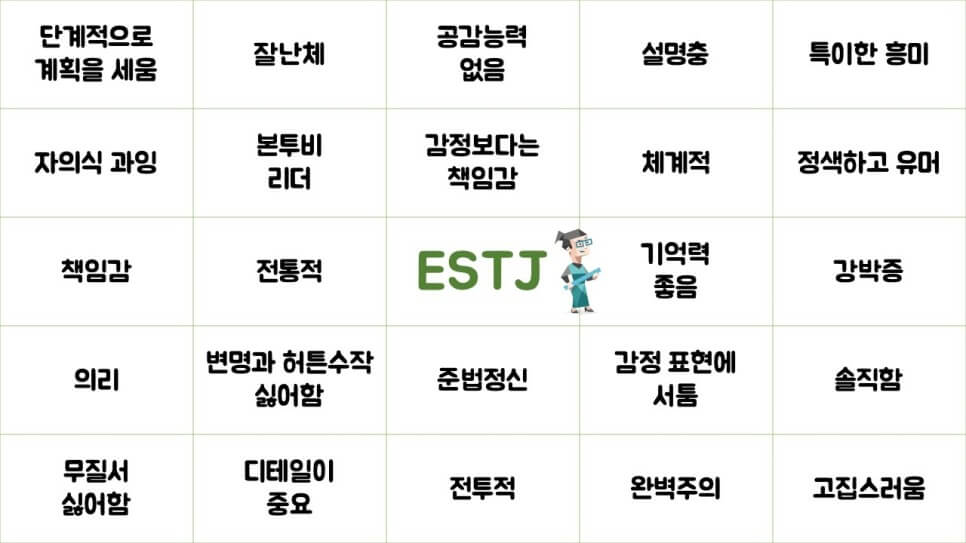 단계적으로
계획을 세움
잘난체
공감능력
없음
설명충
특이한 흥미
자의식 과잉
본투비
리더
감정보다는
책임감
체계적
정색하고 유머
책임감
전통적
ESTJ
기억력
좋음
강박증
의리
변명과 허튼수작
싫어함
준법정신
감정 표현에
서툼
솔직함
무질서
싫어함
디테일이
중요
전투적
완벽주의
고집스러움